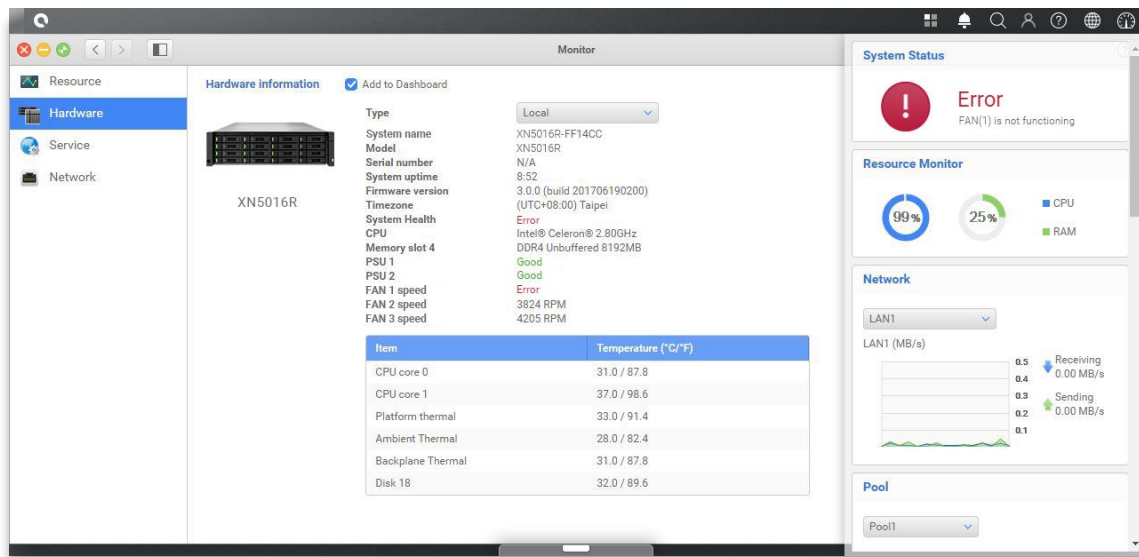 Monitor
Resource
Hardware
Service
Network
Hardware information
Add to Dashboard
XN5016R
Type Local
System name XN5016R-FF14CC
Model XN5016R
Serial number N/A
System uptime 8:52
Firmware version 3.0.0 (build 201706190200)
Timezone (UTC+08:00) Taipei
System Health Error
CPU Intel® Celeron® 2.80GHz
Memory slot 4 DDR4 Unbuffered 8192MB
PSU 1 Good
PSU 2 Good
FAN 1 speed Error
FAN 2 speed 3824 RPM
FAN 3 speed 4205 RPM
Item Temperature (°C/°F)
CPU core 0 31.0 / 87.8
CPU core 1 37.0 / 98.6
Platform thermal 33.0 / 91.4
Ambient Thermal 28.0 / 82.4
Backplane Thermal 31.0 / 87.8
Disk 18 32.0 / 89.6
System Status
Error
FAN(1) is not functioning
Resource Monitor
99%
25%
CPU
RAM
Network
LAN1
LAN1 (MB/s)
0.5
0.4
0.3
0.2
0.1
Receiving
0.00 MB/s
Sending
0.00 MB/s
Pool
Pool1